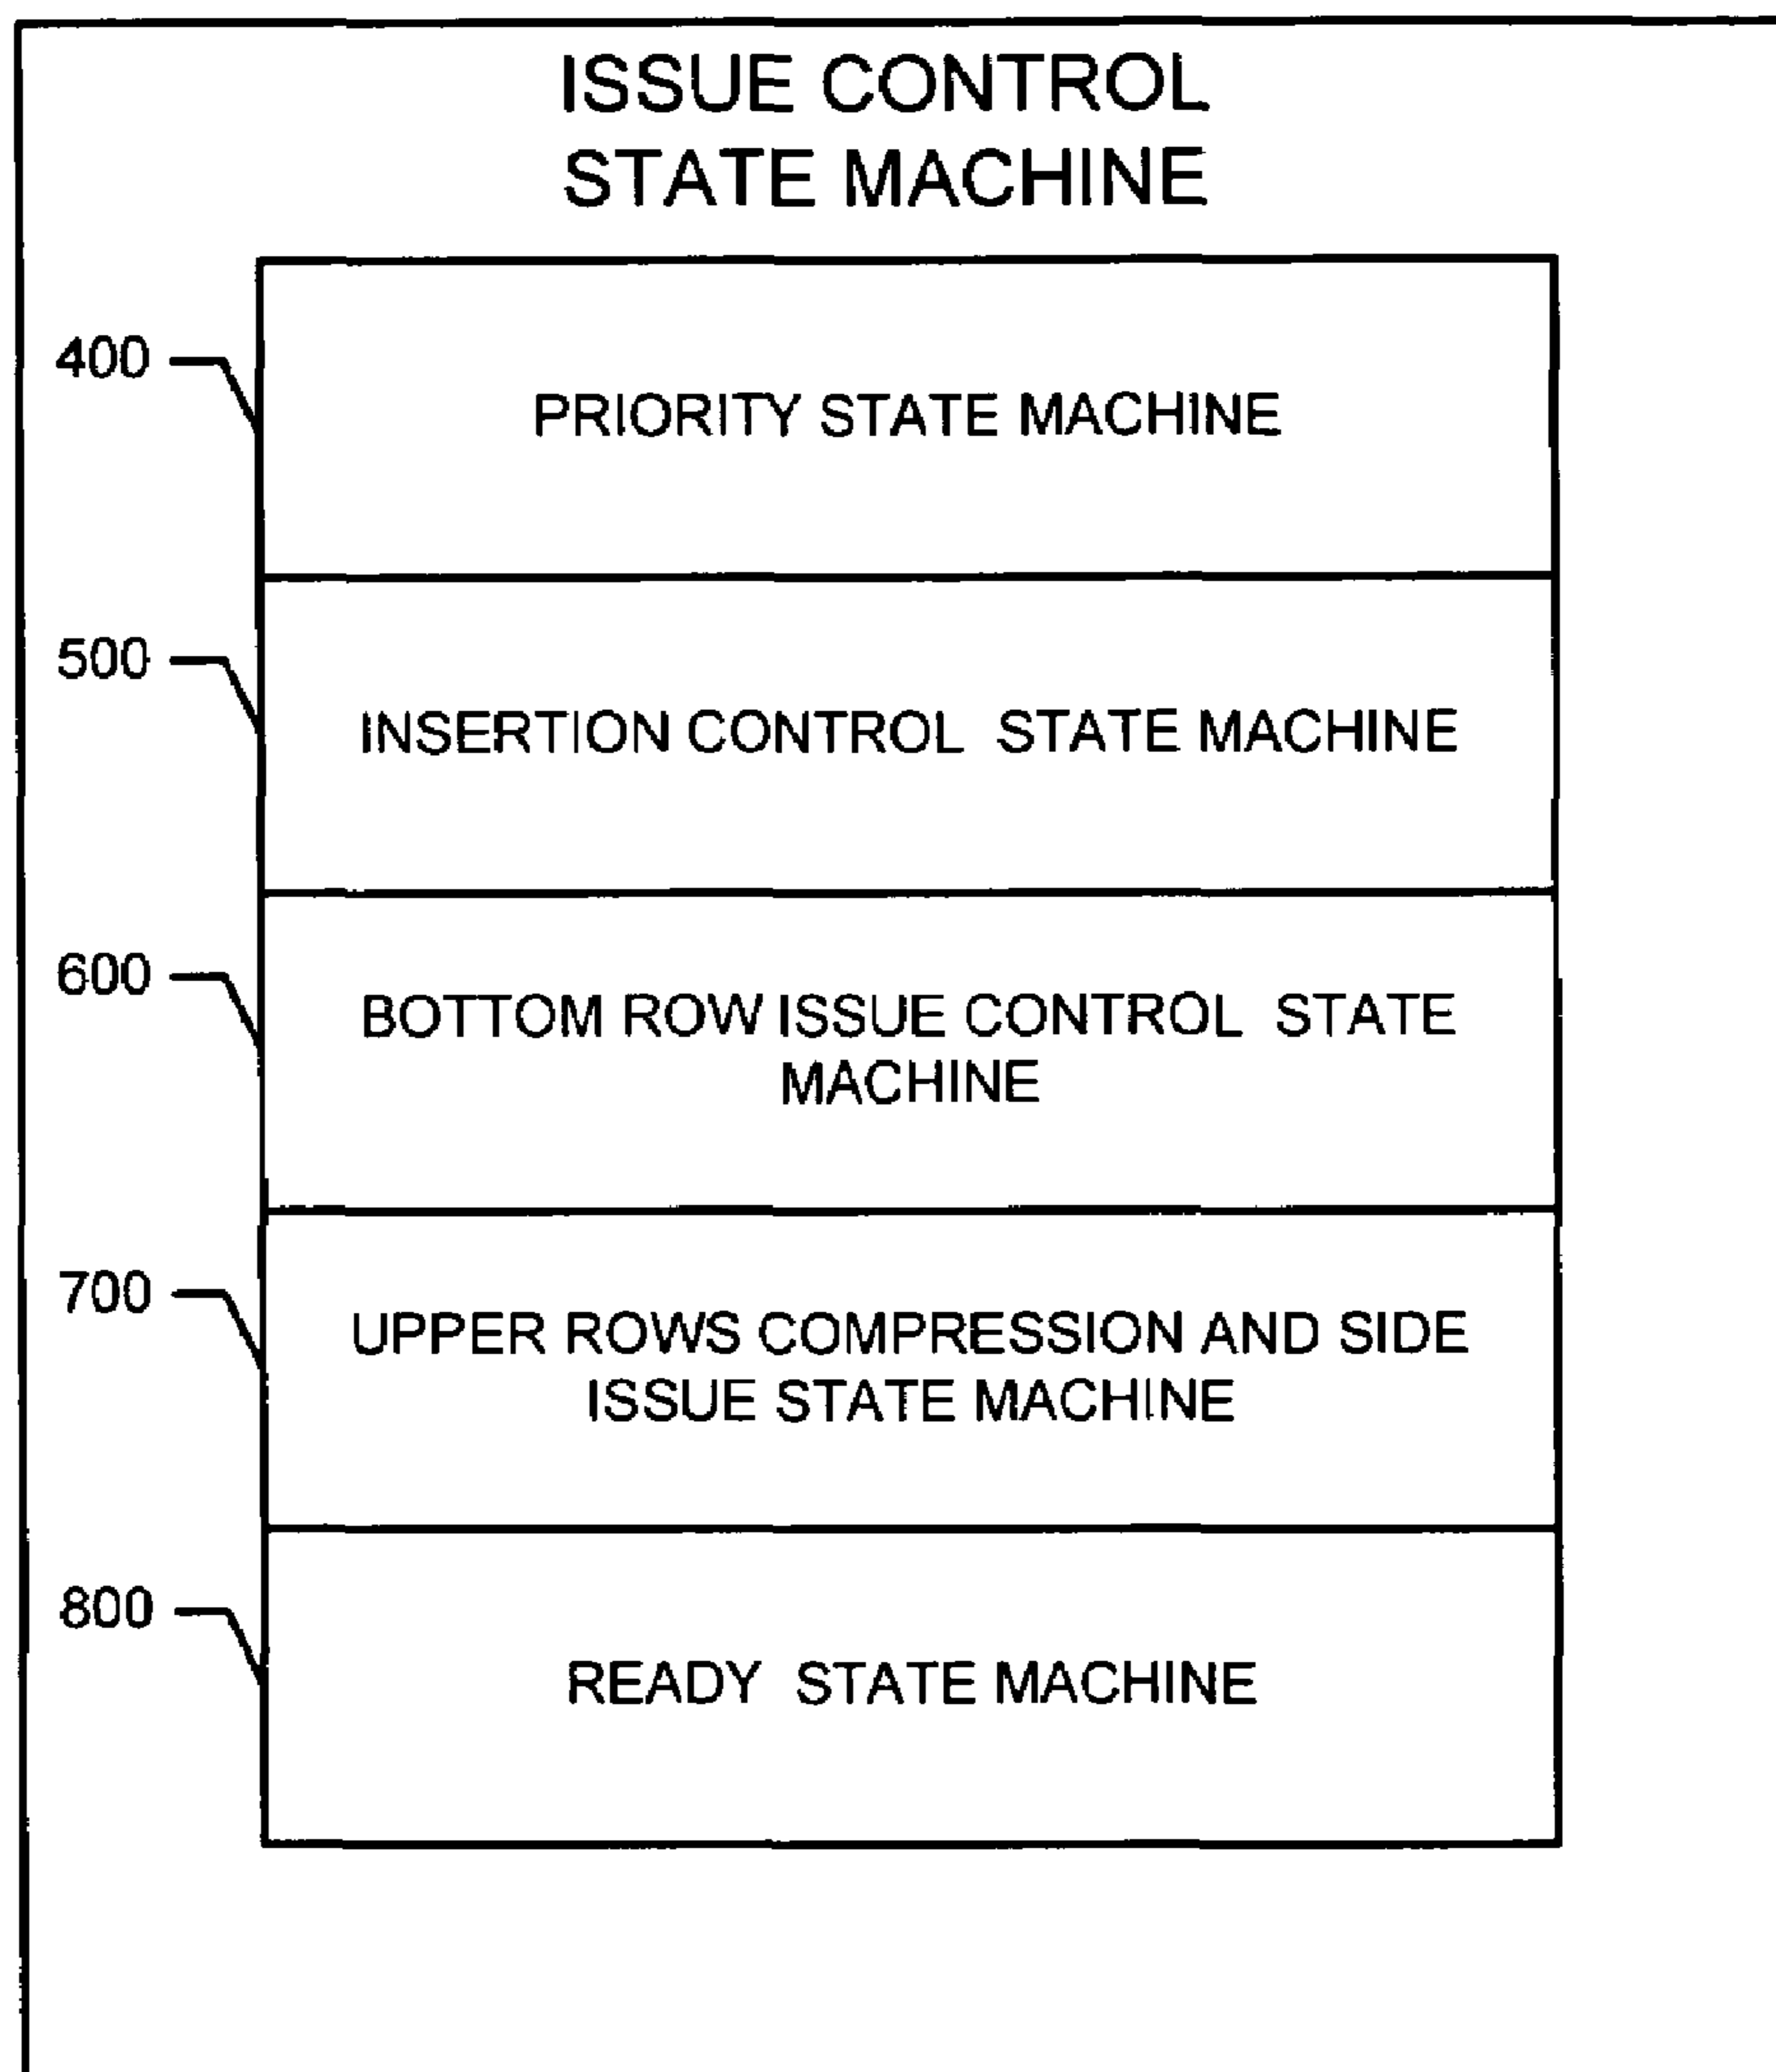 ISSUE CONTROL
STATE MACHINE
400
PRIORITY STATE MACHINE
500
INSERTION CONTROL STATE MACHINE
600
BOTTOM ROW ISSUE CONTROL STATE
MACHINE
700
UPPER ROWS COMPRESSION AND SIDE
ISSUE STATE MACHINE
800
READY STATE MACHINE